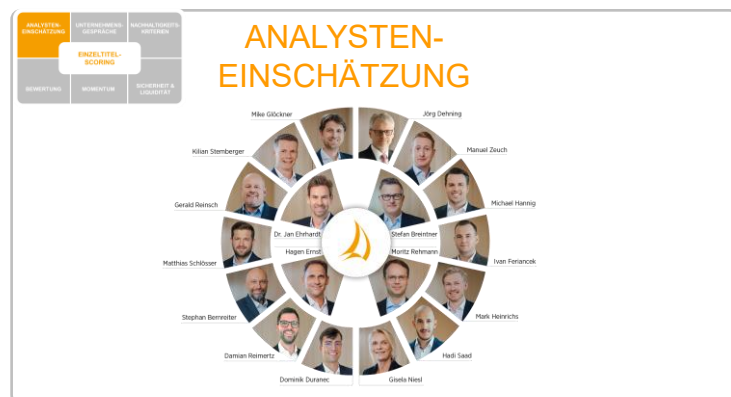 ANALYSTEN-
EINSCHÄTZUNG
UNTERNEHMENS-
GESPRÄCHE
NACHHALTIGKEITS-
KRITERIEN
EINZELTITEL-
SCORING
BEWERTUNG
MOMENTUM
SICHERHEIT &
LIQUIDITÄT
ANALYSTEN-
EINSCHÄTZUNG
Mike Glöckner
Jörg Dehning
Kilian Stemberger
Manuel Zeuch
Gerald Reinsch
Michael Hannig
Dr. Jan Ehrhardt
Stefan Breintner
Hagen Ernst
Moritz Rehmann
Matthias Schlösser
Ivan Feriancek
Stephan Bernreiter
Mark Heinrichs
Damian Reimertz
Hadi Saad
Dominik Duranec
Gisela Niesl